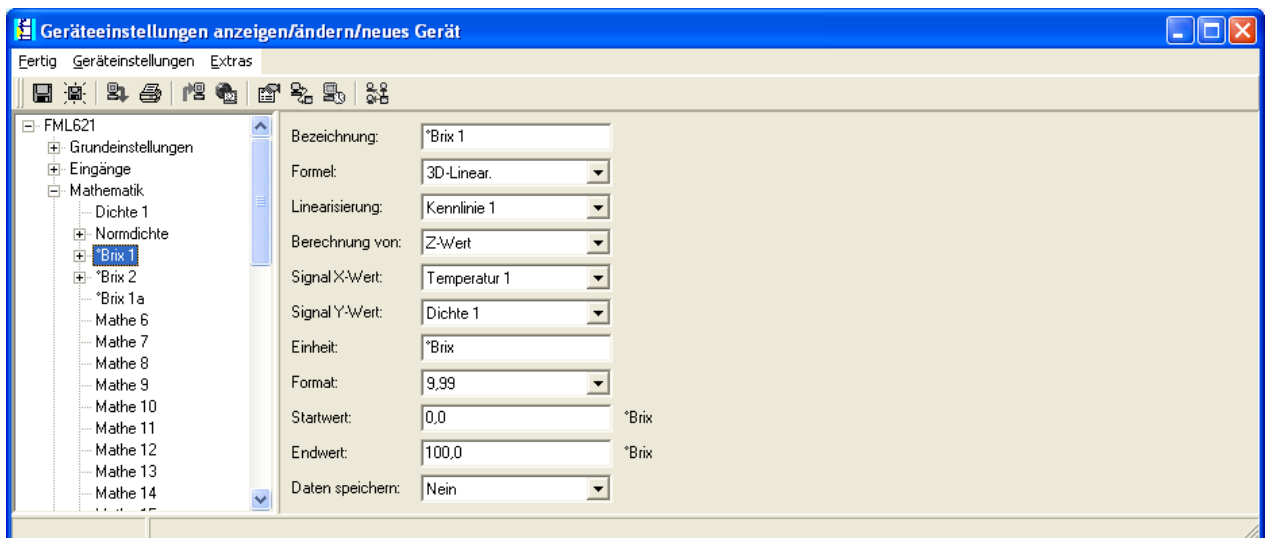 Geräteeinstellungen anzeigen/ändern/neues Gerät
Fertig Geräteinstellungen Extras
FML621
Grundeinstellungen
Eingänge
Mathematik
Dichte 1
Normdichte
°Brix 1
°Brix 2
°Brix 1a
Mathe 6
Mathe 7
Mathe 8
Mathe 9
Mathe 10
Mathe 11
Mathe 12
Mathe 13
Mathe 14
Bezeichnung: °Brix 1
Formel: 3D-Linear.
Linearisierung: Kennlinie 1
Berechnung von: Z-Wert
Signal X-Wert: Temperatur 1
Signal Y-Wert: Dichte 1
Einheit: °Brix
Format: 9,99
Startwert: 0,0 °Brix
Endwert: 100,0 °Brix
Daten speichern: Nein